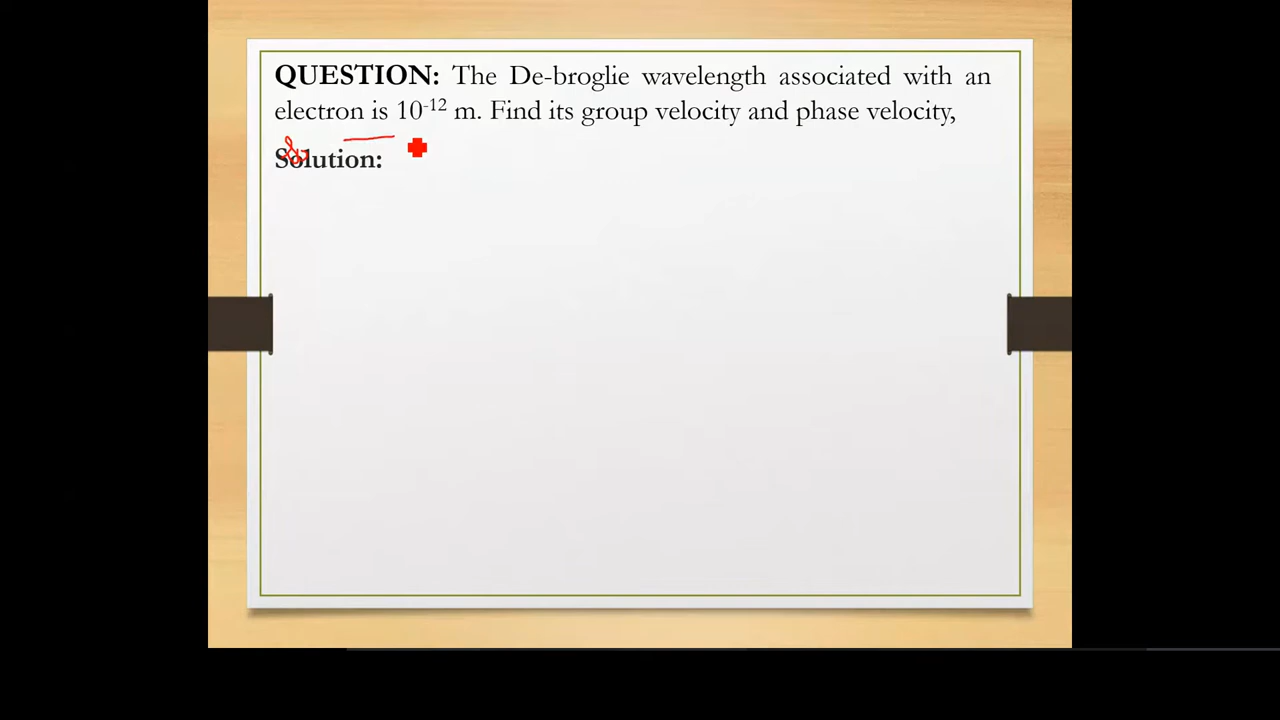 QUESTION: The De-broglie wavelength associated with an
electron is 10⁻¹² m. Find its group velocity and phase velocity,
Solution: